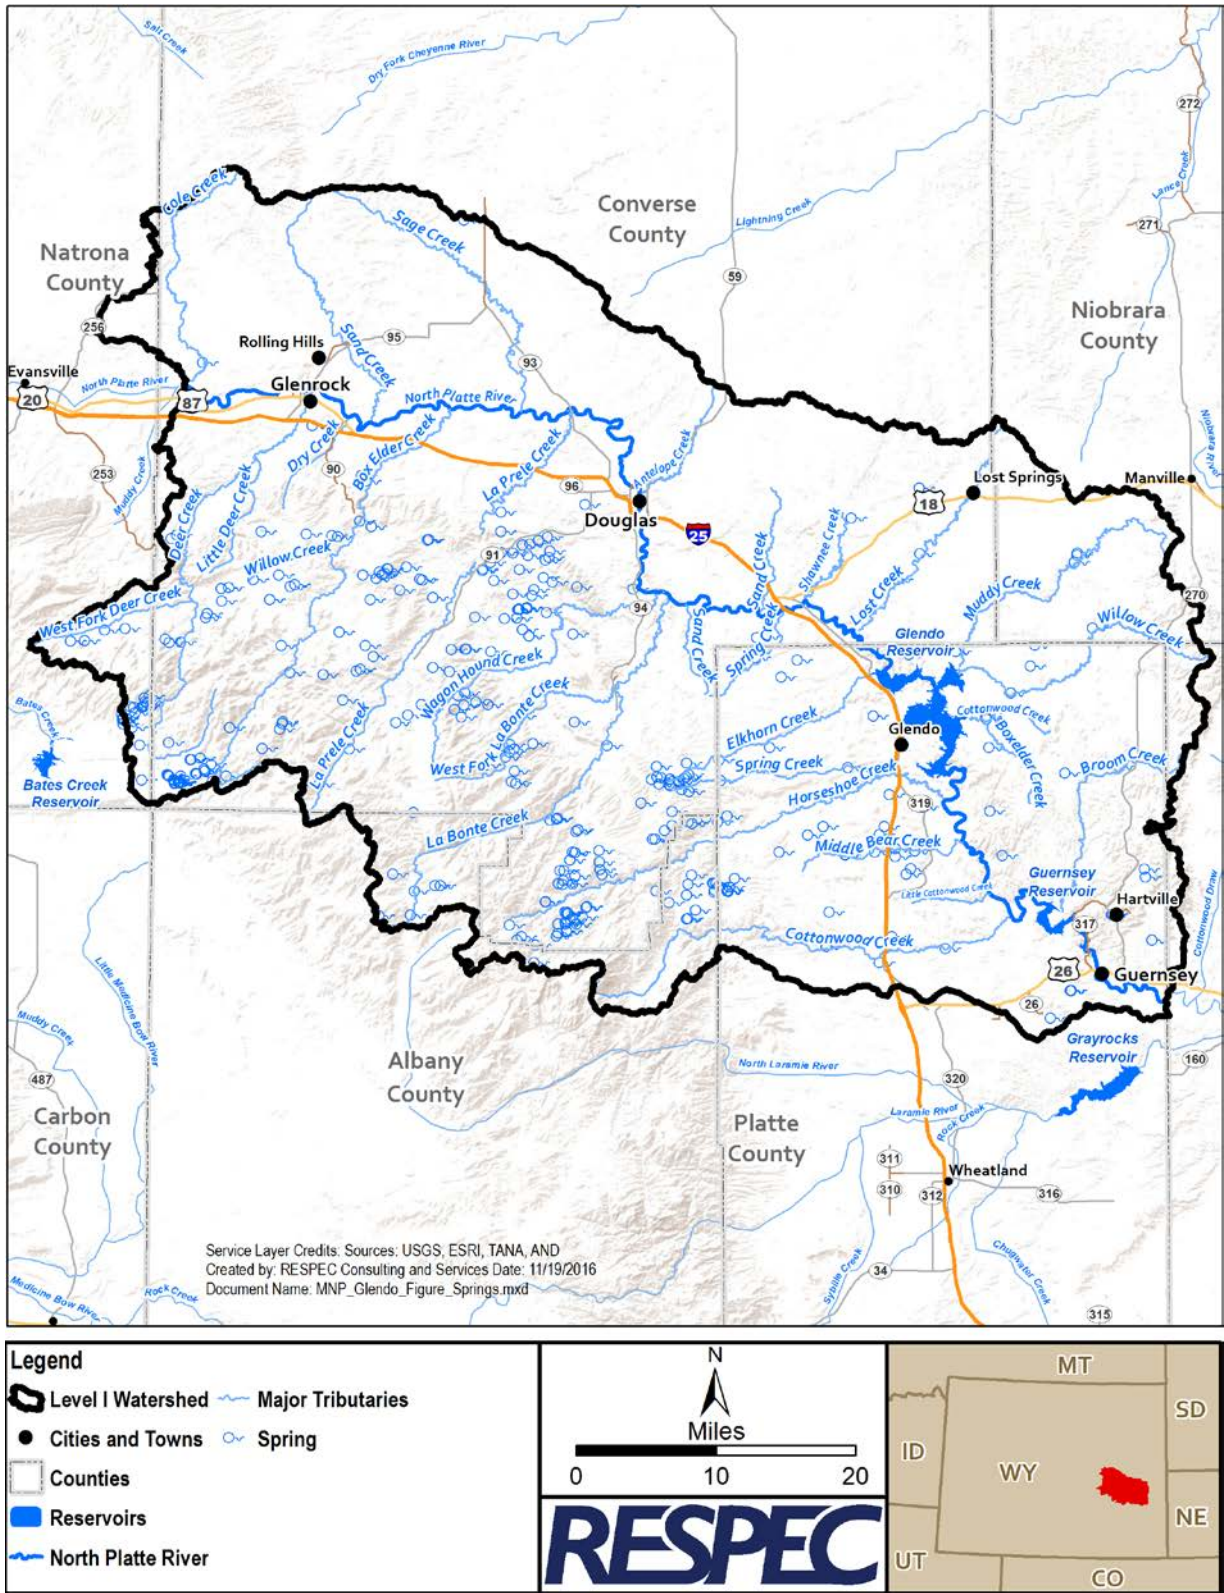 Salt Creek
Dry Fork Cheyenne River
272
Lance Creek
Cole Creek
Sage Creek
Converse
County
Lightning Creek
271
Natrona
County
59
Niobrara
County
256
Rolling Hills
95
Sand Creek
93
Evansville
20
North Platte River
87
Glenrock
North Platte River
Niobrara River
Dry Creek
Box Elder Creek
La Prele Creek
Antelope Creek
253
Muddy Creek
90
96
Lost Springs
Manville
18
Deer Creek
Little Deer Creek
Douglas
25
Willow Creek
91
Sand Creek
Shawnee Creek
Lost Creek
Muddy Creek
270
West Fork Deer Creek
94
Sand Creek
Spring Creek
Glendo
Reservoir
Willow Creek
Wagon Hound Creek
Bates Creek
La Prele Creek
West Fork La Bonte Creek
Elkhorn Creek
Glendo
Cottonwood Creek
Boxelder Creek
Bates Creek
Reservoir
Spring Creek
Horseshoe Creek
Broom Creek
319
La Bonte Creek
Middle Bear Creek
Guernsey
Reservoir
Little Cottonwood Creek
Hartville
Cottonwood Draw
317
Cottonwood Creek
26
Guernsey
Little Medicine Bow River
26
Muddy Creek
Grayrocks
Reservoir
Albany
County
North Laramie River
160
487
320
Carbon
County
Laramie River
Rock Creek
Platte
County
311
Wheatland
310
312
316
Service Layer Credits: Sources: USGS, ESRI, TANA, AND
Created by: RESPEC Consulting and Services Date: 11/19/2016
Document Name: MNP_Glendo_Figure_Springs.mxd
Sybille Creek
34
Chugwater Creek
Medicine Bow River
Rock Creek
315
Legend
Level I Watershed
Major Tributaries
Cities and Towns
Spring
Counties
Reservoirs
North Platte River
N
Miles
0 10 20
RESPEC
MT
SD
ID
WY
NE
UT
CO